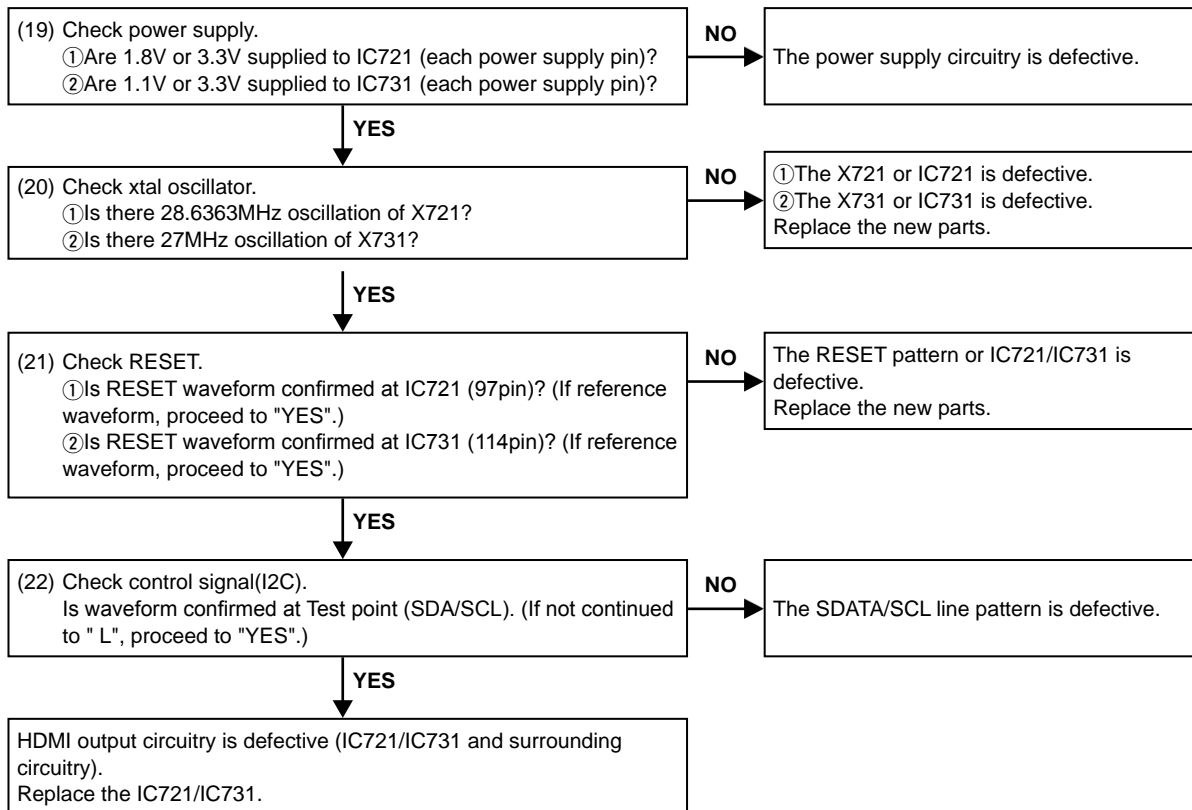 (19) Check power supply.
①Are 1.8V or 3.3V supplied to IC721 (each power supply pin)?
②Are 1.1V or 3.3V supplied to IC731 (each power supply pin)?
NO
The power supply circuitry is defective.
YES
(20) Check xtal oscillator.
①Is there 28.6363MHz oscillation of X721?
②Is there 27MHz oscillation of X731?
NO
①The X721 or IC721 is defective.
②The X731 or IC731 is defective.
Replace the new parts.
YES
(21) Check RESET.
①Is RESET waveform confirmed at IC721 (97pin)? (If reference
waveform, proceed to "YES".)
②Is RESET waveform confirmed at IC731 (114pin)? (If reference
waveform, proceed to "YES".)
NO
The RESET pattern or IC721/IC731 is
defective.
Replace the new parts.
YES
(22) Check control signal(I2C).
Is waveform confirmed at Test point (SDA/SCL). (If not continued
to " L", proceed to "YES".)
NO
The SDATA/SCL line pattern is defective.
YES
HDMI output circuitry is defective (IC721/IC731 and surrounding
circuitry).
Replace the IC721/IC731.